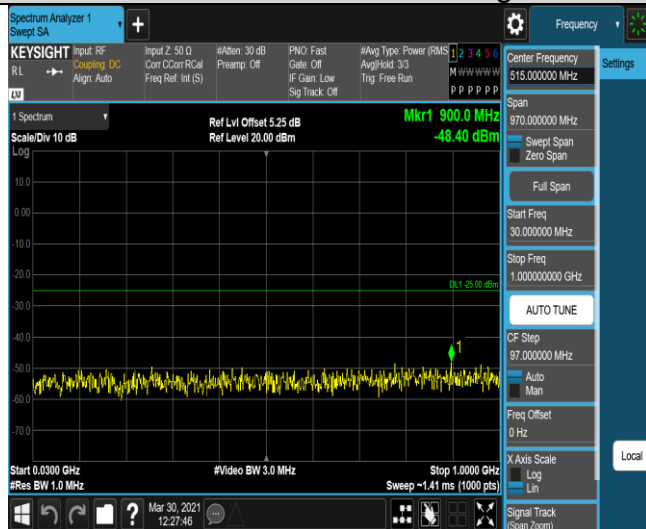 Spectrum Analyzer 1
Swept SA
+
Frequency
KEYSIGHT
RL
LXI
Input: RF
Coupling: DC
Align: Auto
Input Z: 50 Ω
Corr CCorr RCal
Freq Ref: Int (S)
#Atten: 30 dB
Preamp: Off
PNO: Fast
Gate: Off
IF Gain: Low
Sig Track: Off
#Avg Type: Power (RMS
Avg|Hold: 3/3
Trig: Free Run
1 2 3 4 5 6
M W W W W W
P P P P P P
Center Frequency
515.000000 MHz
Settings
1 Spectrum
Scale/Div 10 dB
Log
Ref Lvl Offset 5.25 dB
Ref Level 20.00 dBm
Mkr1 900.0 MHz
-48.40 dBm
10.0
0.00
-10.0
-20.0
-30.0
-40.0
-50.0
-60.0
-70.0
DL1 -25.00 dBm
1
Start 0.0300 GHz
#Res BW 1.0 MHz
#Video BW 3.0 MHz
Stop 1.0000 GHz
Sweep ~1.41 ms (1000 pts)
Span
970.000000 MHz
Swept Span
Zero Span
Full Span
Start Freq
30.000000 MHz
Stop Freq
1.000000000 GHz
AUTO TUNE
CF Step
97.000000 MHz
Auto
Man
Freq Offset
0 Hz
X Axis Scale
Log
Lin
Local
Signal Track
(Span Zoom)
?
Mar 30, 2021
12:27:46